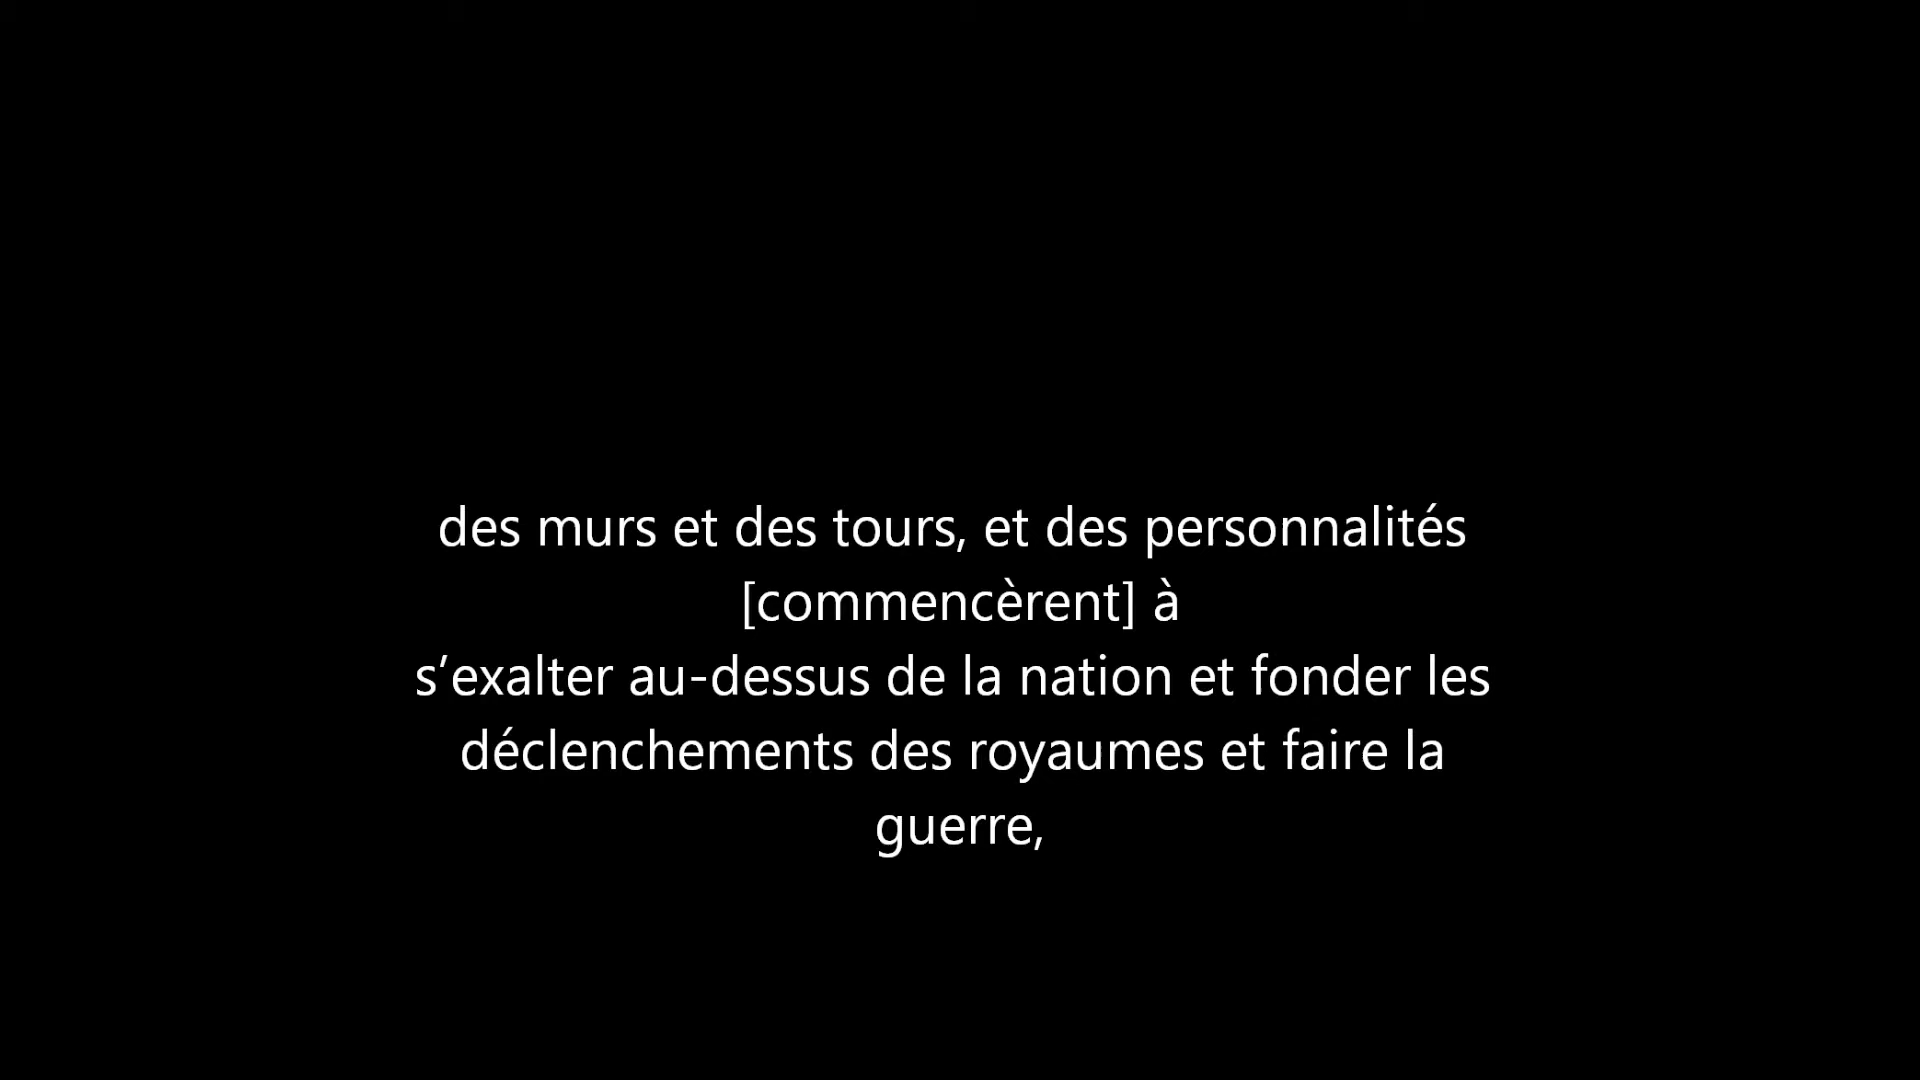 des murs et des tours, et des personnalités
[commencèrent] à
s’exalter au-dessus de la nation et fonder les
déclenchements des royaumes et faire la
guerre,